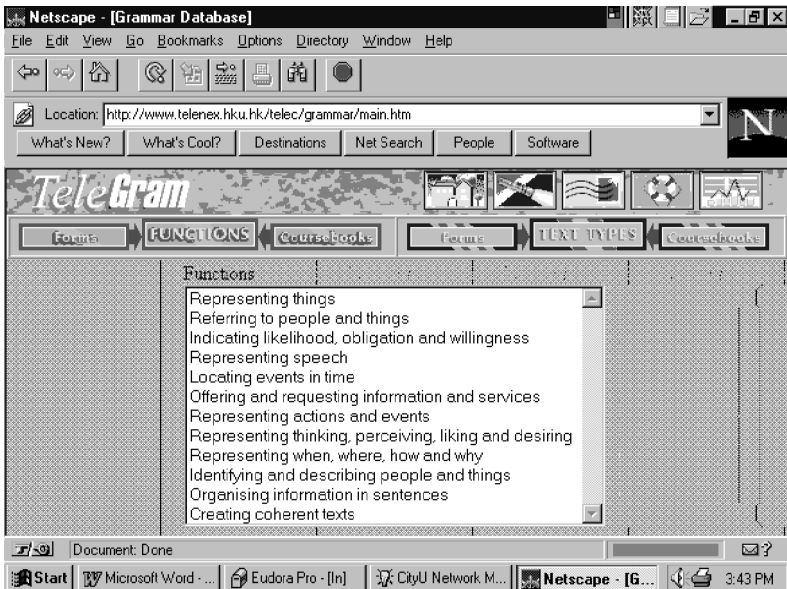 Netscape - [Grammar Database]
File Edit View Go Bookmarks Options Directory Window Help
Location: http://www.telenex.hku.hk/telec/grammar/main.htm
What's New? What's Cool? Destinations Net Search People Software
N
TeleGram
Forms FUNCTIONS Coursebooks Forms TEXT TYPES Coursebooks
Functions
Representing things
Referring to people and things
Indicating likelihood, obligation and willingness
Representing speech
Locating events in time
Offering and requesting information and services
Representing actions and events
Representing thinking, perceiving, liking and desiring
Representing when, where, how and why
Identifying and describing people and things
Organising information in sentences
Creating coherent texts
Document: Done
Start Microsoft Word - ... Eudora Pro - [In] CityU Network M... Netscape - [G... 3:43 PM